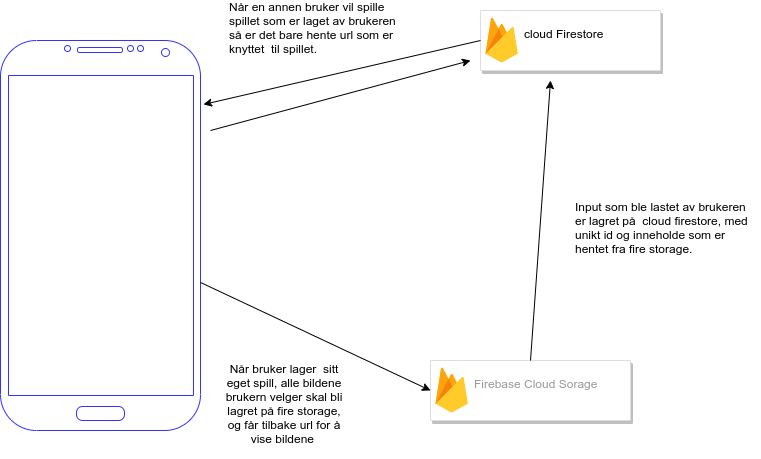 Når en annen bruker vil spille
spillet som er laget av brukeren
så er det bare hente url som er
knyttet til spillet.
cloud Firestore
Input som ble lastet av brukeren
er lagret på cloud firestore, med
unikt id og inneholde som er
hentet fra fire storage.
Når bruker lager sitt
eget spill, alle bildene
brukern velger skal bli
lagret på fire storage,
og får tilbake url for å
vise bildene
Firebase Cloud Sorage